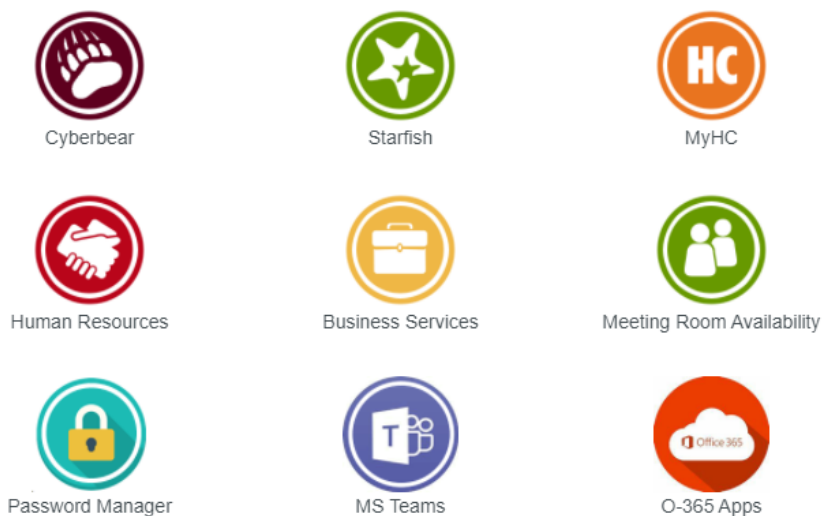 Cyberbear
Starfish
HC
MyHC
Human Resources
Business Services
Meeting Room Availability
Password Manager
T
MS Teams
Office 365
O-365 Apps